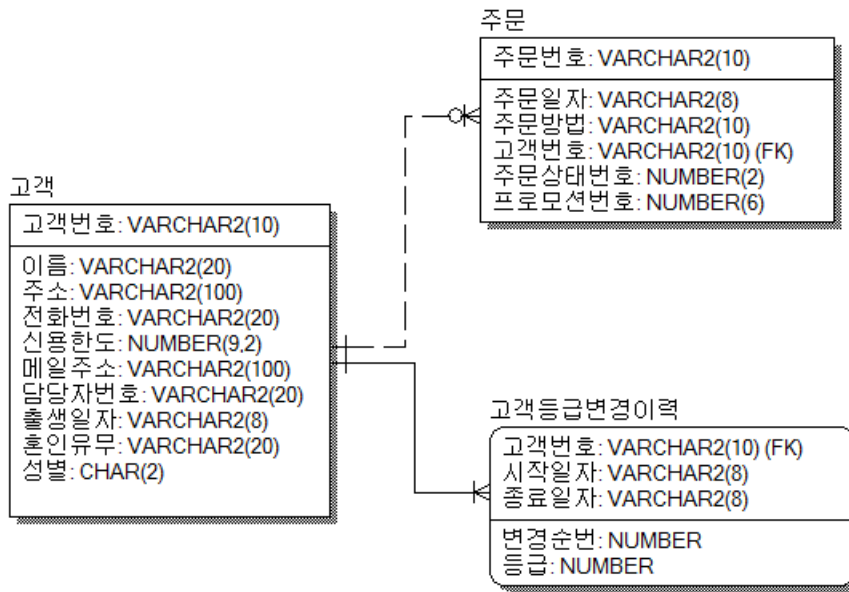 주문
주문번호: VARCHAR2(10)
주문일자: VARCHAR2(8)
주문방법: VARCHAR2(10)
고객번호: VARCHAR2(10) (FK)
주문상태번호: NUMBER(2)
프로모션번호: NUMBER(6)
고객
고객번호: VARCHAR2(10)
이름: VARCHAR2(20)
주소: VARCHAR2(100)
전화번호: VARCHAR2(20)
신용한도: NUMBER(9,2)
메일주소: VARCHAR2(100)
담당자번호: VARCHAR2(20)
출생일자: VARCHAR2(8)
혼인유무: VARCHAR2(20)
성별: CHAR(2)
고객등급변경이력
고객번호: VARCHAR2(10) (FK)
시작일자: VARCHAR2(8)
종료일자: VARCHAR2(8)
변경순번: NUMBER
등급: NUMBER